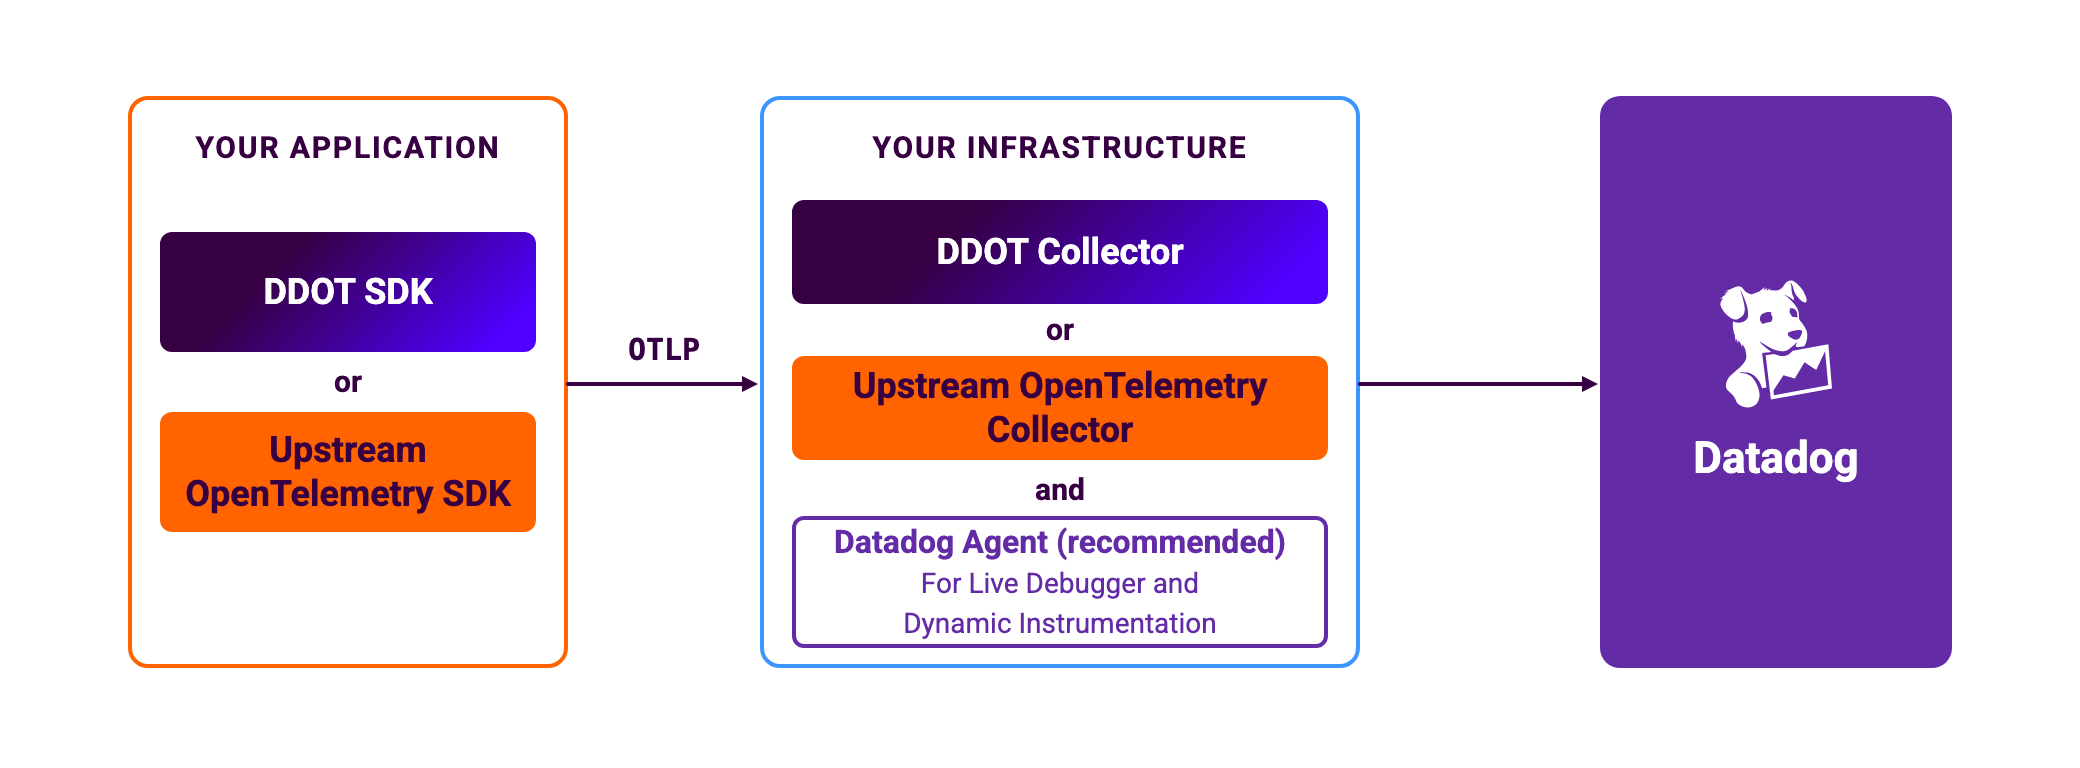 YOUR APPLICATION
DDOT SDK
or
Upstream
OpenTelemetry SDK
OTLP
YOUR INFRASTRUCTURE
DDOT Collector
or
Upstream OpenTelemetry
Collector
and
Datadog Agent (recommended)
For Live Debugger and
Dynamic Instrumentation
Datadog